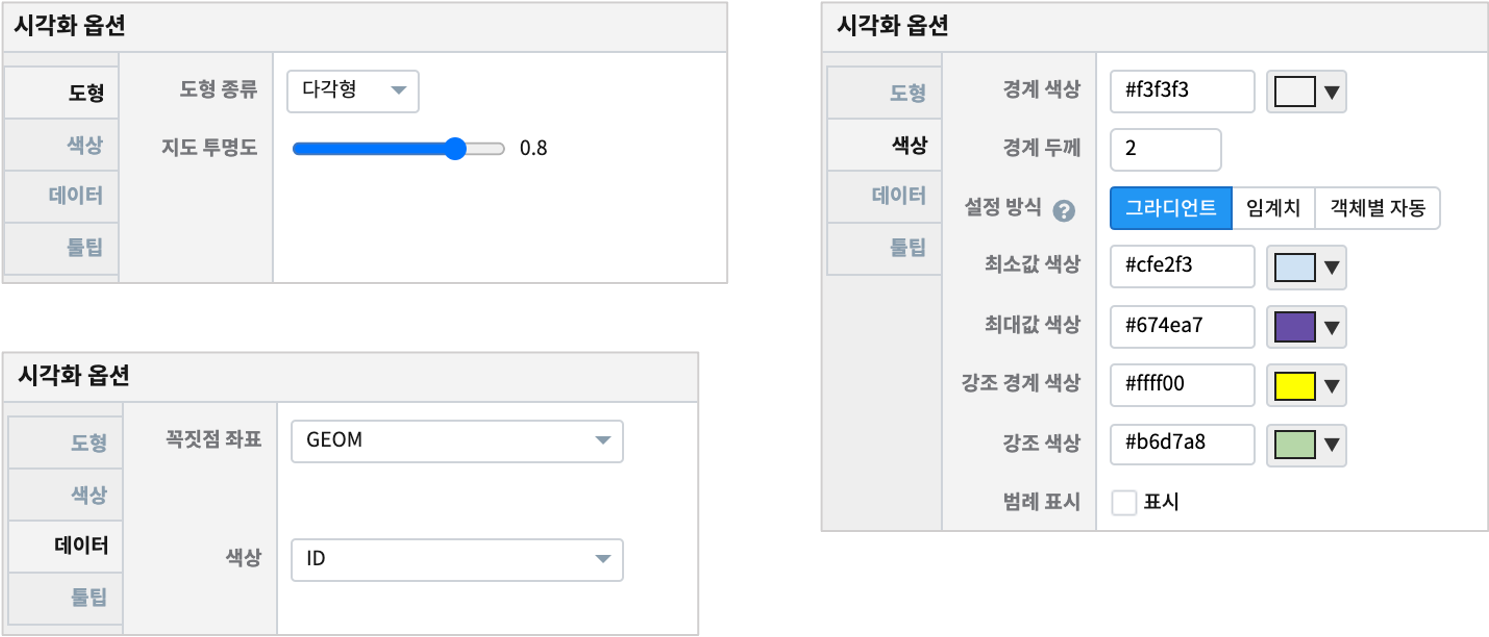 시각화 옵션
도형
색상
데이터
툴팁
도형 종류
다각형
지도 투명도
0.8
시각화 옵션
도형
색상
데이터
툴팁
꼭짓점 좌표
GEOM
색상
ID
시각화 옵션
도형
색상
데이터
툴팁
경계 색상
#f3f3f3
경계 두께
2
설정 방식 ?
그라디언트
임계치
객체별 자동
최소값 색상
#cfe2f3
최대값 색상
#674ea7
강조 경계 색상
#ffff00
강조 색상
#b6d7a8
범례 표시
표시